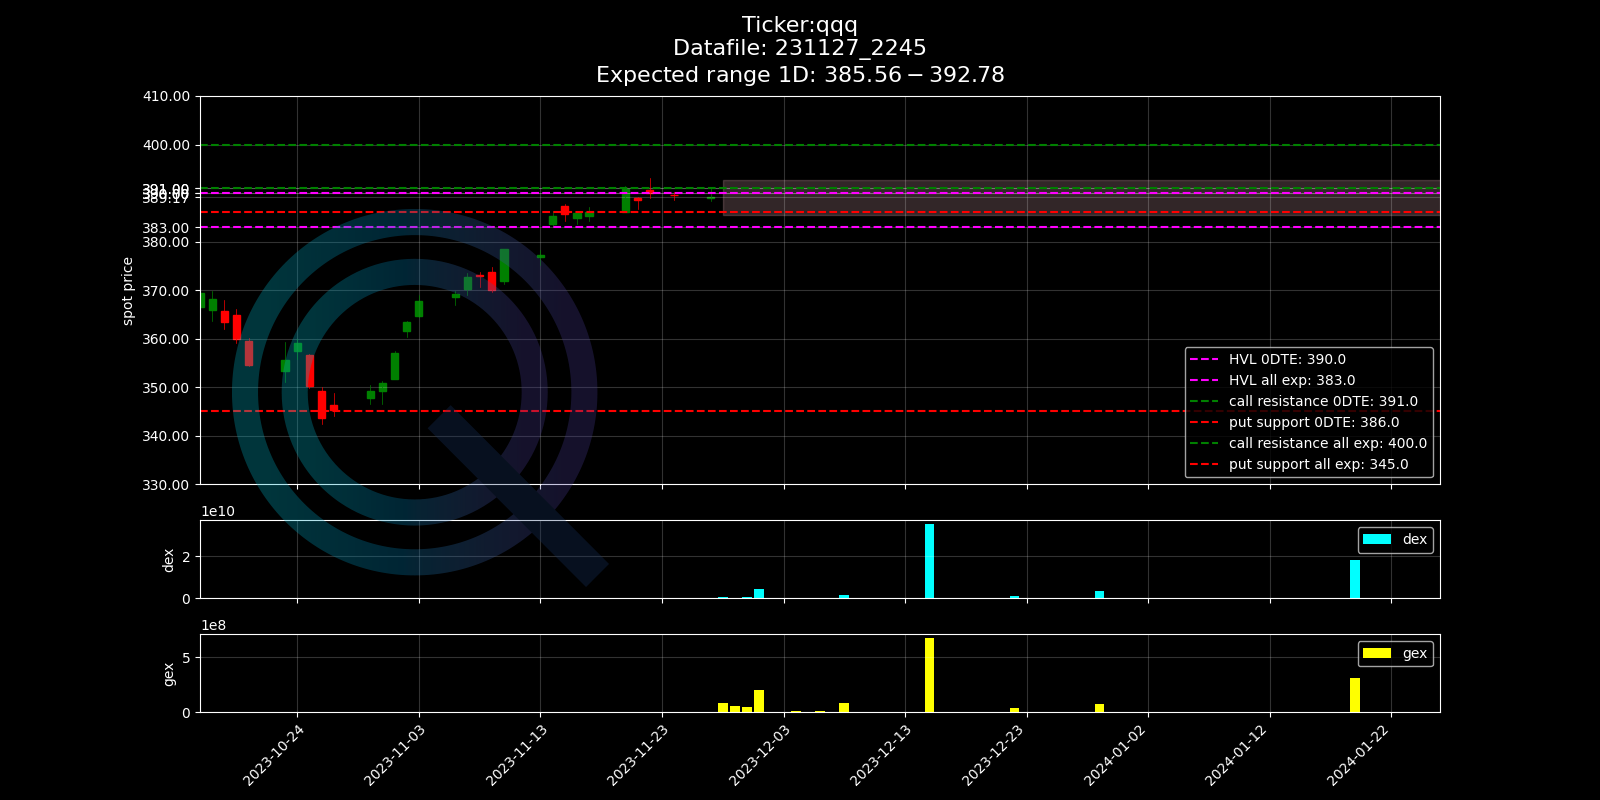 Ticker:qqq
Datafile: 231127_2245
Expected range 1D: 385.56 − 392.78
410.00
400.00
391.00
389.17
383.00
380.00
370.00
360.00
350.00
340.00
330.00
spot price
HVL 0DTE: 390.0
HVL all exp: 383.0
call resistance 0DTE: 391.0
put support 0DTE: 386.0
call resistance all exp: 400.0
put support all exp: 345.0
1e10
2
0
dex
dex
1e8
5
0
gex
gex
2023-10-24
2023-11-03
2023-11-13
2023-11-23
2023-12-03
2023-12-13
2023-12-23
2024-01-02
2024-01-12
2024-01-22